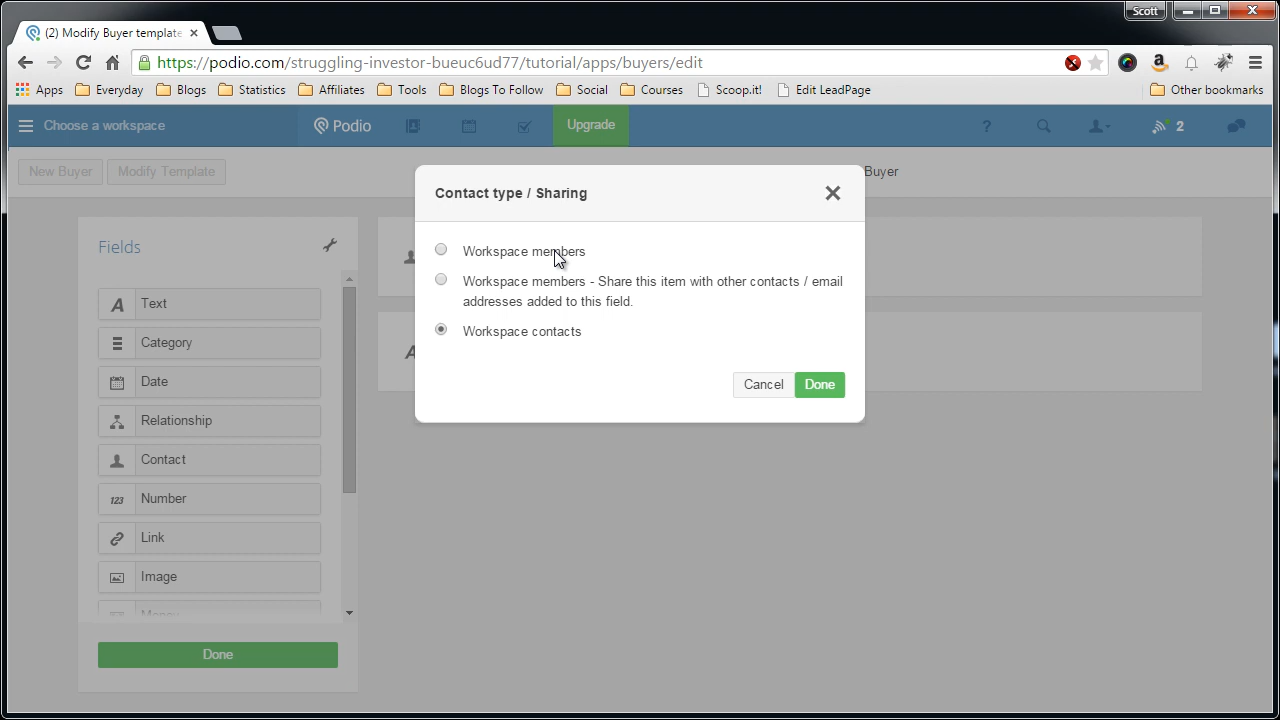 Scott
(2) Modify Buyer template
https://podio.com/struggling-investor-bueuc6ud77/tutorial/apps/buyers/edit
Apps Everyday Blogs Statistics Affiliates Tools Blogs To Follow Social Courses Scoop.it! Edit LeadPage Other bookmarks
Choose a workspace Podio Upgrade ? 2
New Buyer Modify Template Buyer
Contact type / Sharing
Fields
Workspace members
Workspace members - Share this item with other contacts / email
addresses added to this field.
Workspace contacts
Cancel Done
A Text
Category
Date
Relationship
Contact
123 Number
Link
Image
Money
Done